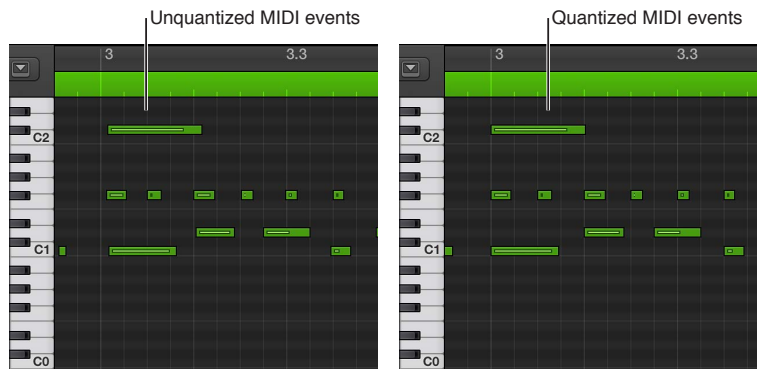 Unquantized MIDI events
Quantized MIDI events
3 3.3
3 3.3
C2
C1
C0
C2
C1
C0